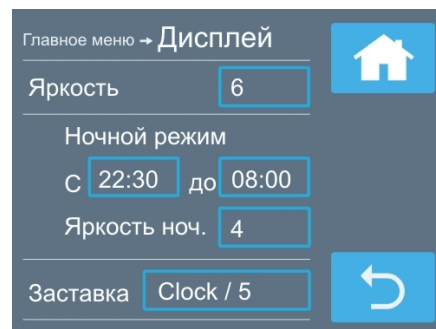 Главное меню → Дисплей
Яркость 6
Ночной режим
С 22:30 до 08:00
Яркость ноч. 4
Заставка Clock / 5